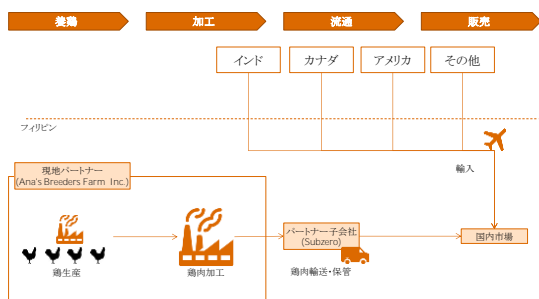 養鶏
加工
流通
販売
インド
カナダ
アメリカ
その他
フィリピン
輸入
現地パートナー
(Ana's Breeders Farm Inc.)
パートナー子会社
(Subzero)
国内市場
鶏生産
鶏肉加工
鶏肉輸送・保管